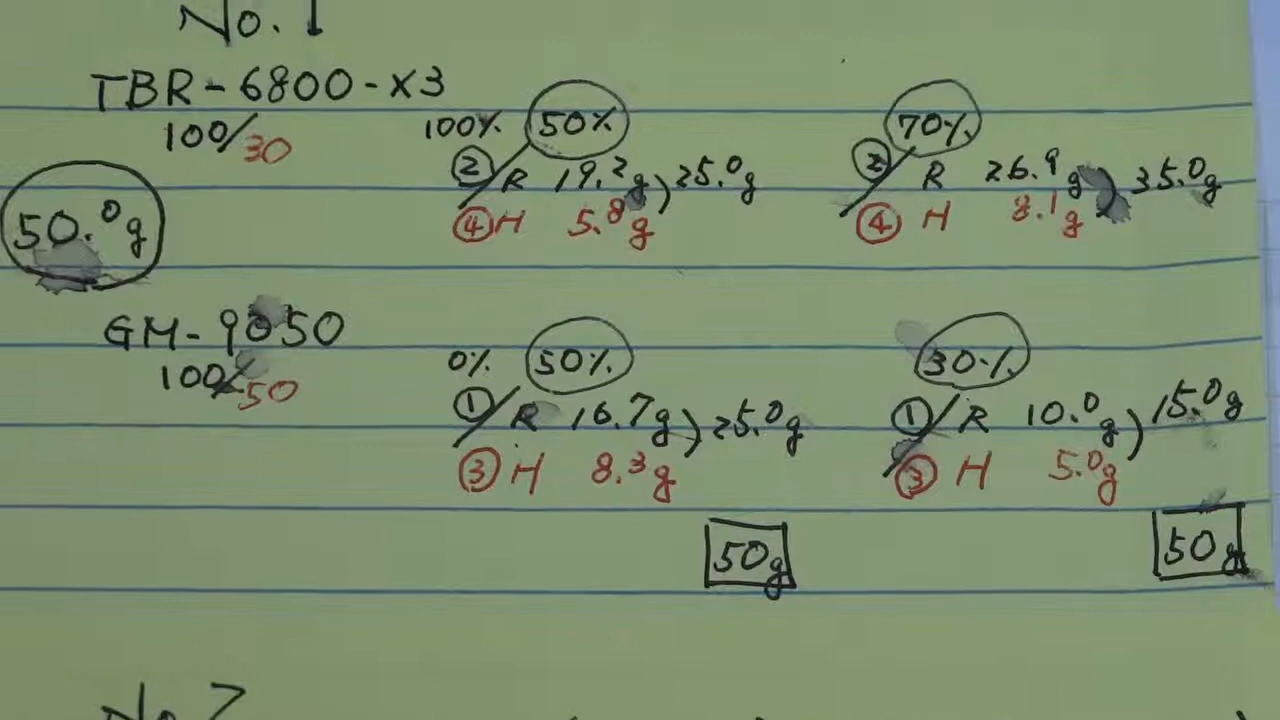 No. 1
TBR-6800-X3
100/30
100% 50% 70%
② R 19.2g 25.0g ② R 26.9g 35.0g
④ H 5.8g ④ H 8.1g
50.0g
GM-9050
100/50
0% 50% 30%
① R 16.7g 25.0g ① R 10.0g 15.0g
③ H 8.3g ③ H 5.0g
50g 50g
No. 2